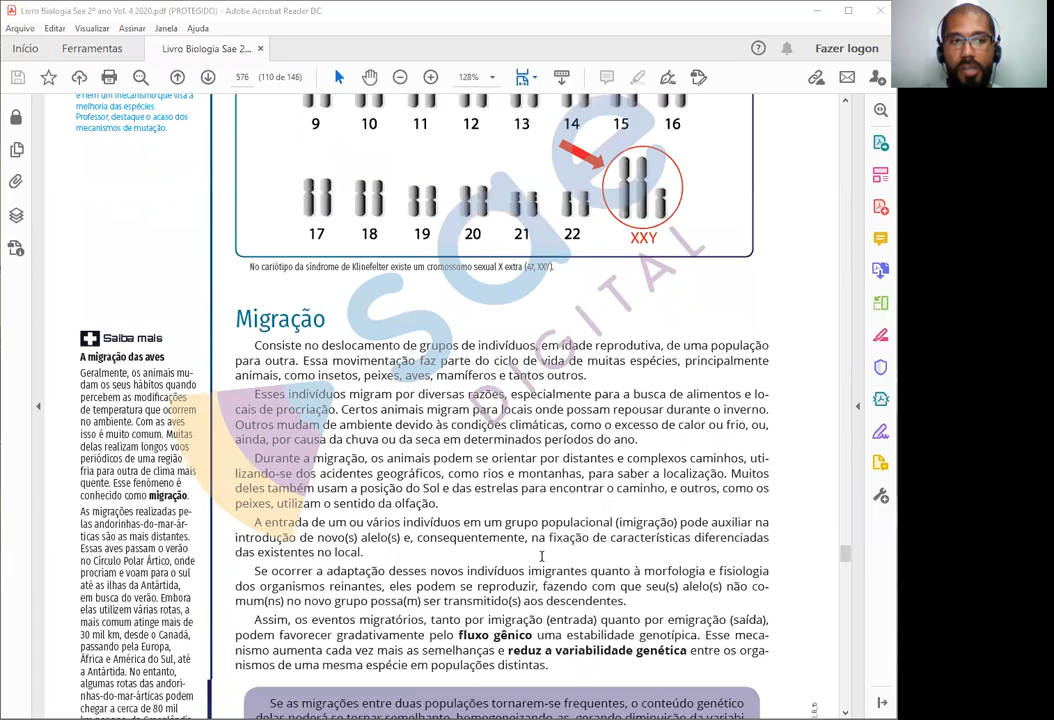 Livro Biologia Sae 2º ano Vol. 4 2020.pdf (PROTEGIDO) - Adobe Acrobat Reader DC
Arquivo Editar Visualizar Assinar Janela Ajuda
Início Ferramentas Livro Biologia Sae 2... × Fazer logon
576 (110 de 146) 128%
e nem um mecanismo que visa a
melhoria das espécies.
Professor, destaque o acaso dos
mecanismos de mutação.
9 10 11 12 13 14 15 16
17 18 19 20 21 22 XXY
No cariótipo da síndrome de Klinefelter existe um cromossomo sexual X extra (47, XXY).
sae
DIGITAL
Migração
Consiste no deslocamento de grupos de indivíduos, em idade reprodutiva, de uma população
para outra. Essa movimentação faz parte do ciclo de vida de muitas espécies, principalmente
animais, como insetos, peixes, aves, mamíferos e tantos outros.
Esses indivíduos migram por diversas razões, especialmente para a busca de alimentos e lo-
cais de procriação. Certos animais migram para locais onde possam repousar durante o inverno.
Outros mudam de ambiente devido às condições climáticas, como o excesso de calor ou frio, ou,
ainda, por causa da chuva ou da seca em determinados períodos do ano.
Durante a migração, os animais podem se orientar por distantes e complexos caminhos, uti-
lizando-se dos acidentes geográficos, como rios e montanhas, para saber a localização. Muitos
deles também usam a posição do Sol e das estrelas para encontrar o caminho, e outros, como os
peixes, utilizam o sentido da olfação.
A entrada de um ou vários indivíduos em um grupo populacional (imigração) pode auxiliar na
introdução de novo(s) alelo(s) e, consequentemente, na fixação de características diferenciadas
das existentes no local.
Se ocorrer a adaptação desses novos indivíduos imigrantes quanto à morfologia e fisiologia
dos organismos reinantes, eles podem se reproduzir, fazendo com que seu(s) alelo(s) não co-
mum(ns) no novo grupo possa(m) ser transmitido(s) aos descendentes.
Assim, os eventos migratórios, tanto por imigração (entrada) quanto por emigração (saída),
podem favorecer gradativamente pelo fluxo gênico uma estabilidade genotípica. Esse meca-
nismo aumenta cada vez mais as semelhanças e reduz a variabilidade genética entre os orga-
nismos de uma mesma espécie em populações distintas.
Se as migrações entre duas populações tornarem-se frequentes, o conteúdo genético
delas poderá se tornar semelhante, homogeneizando-as, gerando diminuição da variabi-
Saiba mais
A migração das aves
Geralmente, os animais mu-
dam os seus hábitos quando
percebem as modificações
de temperatura que ocorrem
no ambiente. Com as aves
isso é muito comum. Muitas
delas realizam longos voos
periódicos de uma região
fria para outra de clima mais
quente. Esse fenômeno é
conhecido como migração.
As migrações realizadas pe-
las andorinhas-do-mar-ár-
ticas são as mais distantes.
Essas aves passam o verão
no Círculo Polar Ártico, onde
procriam e voam para o sul
até as ilhas da Antártida,
em busca do verão. Embora
elas utilizem várias rotas, a
mais comum atinge mais de
30 mil km, desde o Canadá,
passando pela Europa,
África e América do Sul, até
a Antártida. No entanto,
algumas rotas das andori-
nhas-do-mar-árticas podem
chegar a cerca de 80 mil